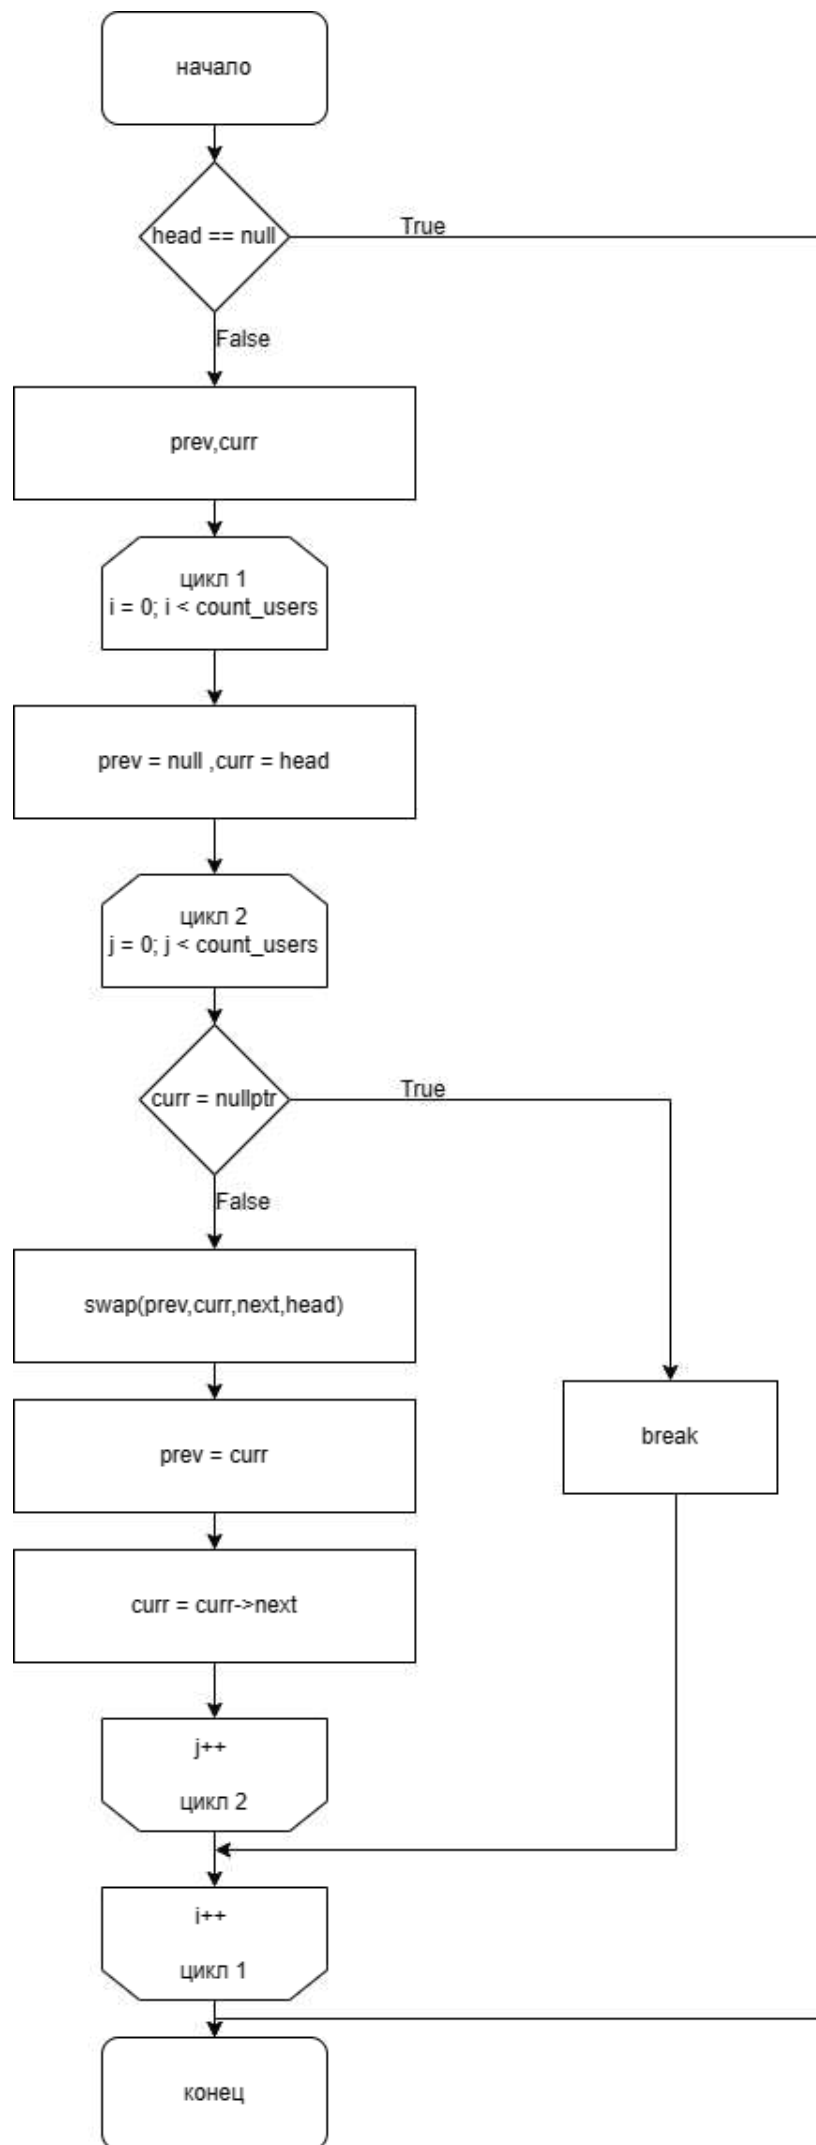 начало
head == null
True
False
prev,curr
цикл 1
i = 0; i < count_users
prev = null ,curr = head
цикл 2
j = 0; j < count_users
curr = nullptr
True
False
swap(prev,curr,next,head)
prev = curr
break
curr = curr->next
j++
цикл 2
i++
цикл 1
конец